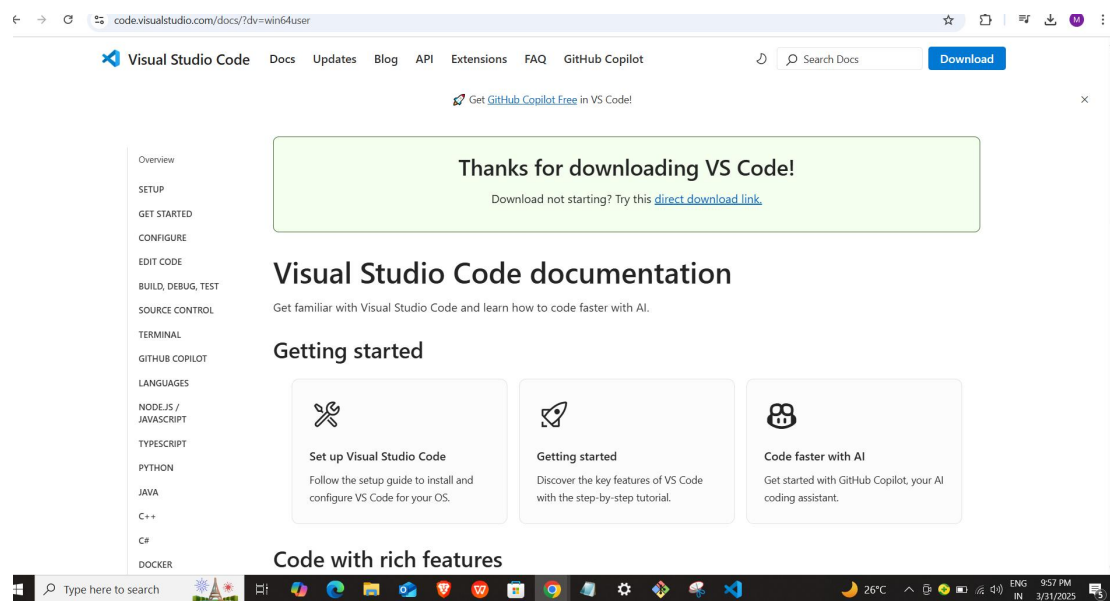 code.visualstudio.com/docs/?dv=win64user
M
Visual Studio Code Docs Updates Blog API Extensions FAQ GitHub Copilot Search Docs Download
🚀 Get GitHub Copilot Free in VS Code!
Overview
SETUP
GET STARTED
CONFIGURE
EDIT CODE
BUILD, DEBUG, TEST
SOURCE CONTROL
TERMINAL
GITHUB COPILOT
LANGUAGES
NODE.JS /
JAVASCRIPT
TYPESCRIPT
PYTHON
JAVA
C++
C#
DOCKER
Thanks for downloading VS Code!
Download not starting? Try this direct download link.
Visual Studio Code documentation
Get familiar with Visual Studio Code and learn how to code faster with AI.
Getting started
Set up Visual Studio Code
Follow the setup guide to install and
configure VS Code for your OS.
Getting started
Discover the key features of VS Code
with the step-by-step tutorial.
Code faster with AI
Get started with GitHub Copilot, your AI
coding assistant.
Code with rich features
Type here to search
26°C
ENG
IN
9:57 PM
3/31/2025
5